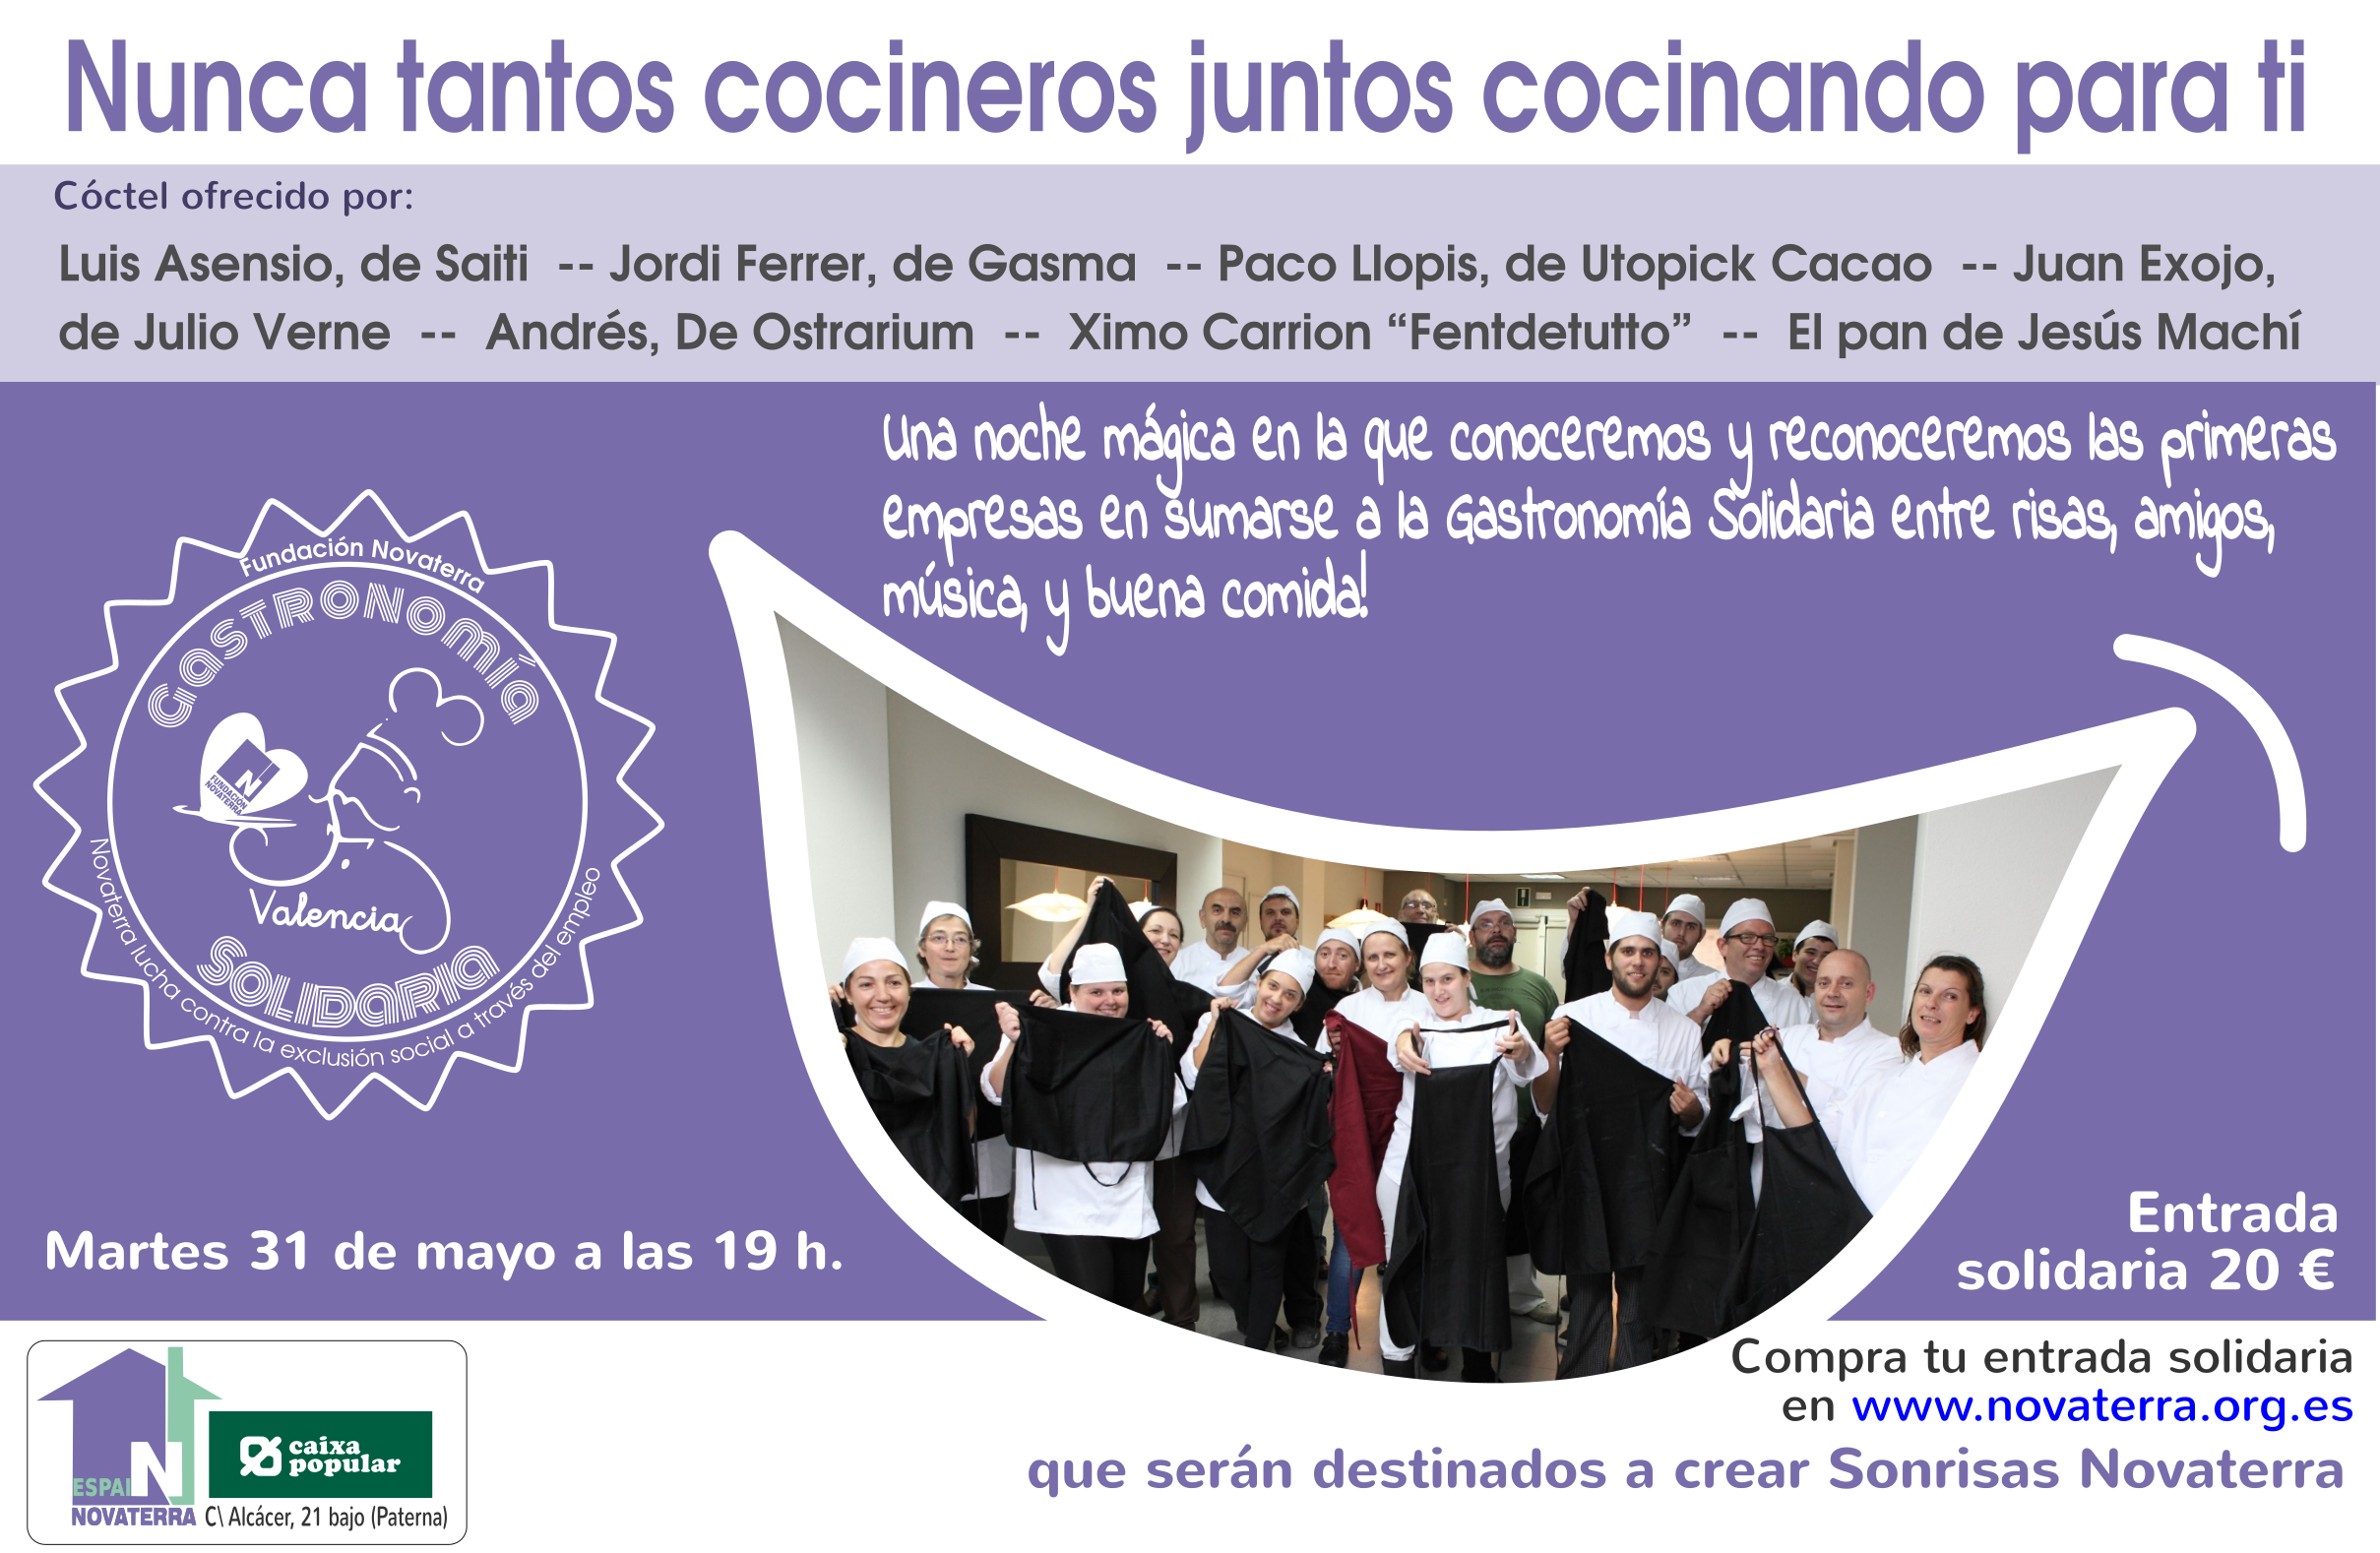 Nunca tantos cocineros juntos cocinando para ti
Cóctel ofrecido por:
Luis Asensio, de Saiti -- Jordi Ferrer, de Gasma -- Paco Llopis, de Utopick Cacao -- Juan Exojo,
de Julio Verne -- Andrés, De Ostrarium -- Ximo Carrion “Fentdetutto” -- El pan de Jesús Machí
Una noche mágica en la que conoceremos y reconoceremos las primeras
empresas en sumarse a la Gastronomía Solidaria entre risas, amigos,
música, y buena comida!
Fundación Novaterra
GASTRONOMÍA
N
FUNDACIÓN
NOVATERRA
Valencia
SOLIDARIA
Novaterra lucha contra la exclusión social a través del empleo
Martes 31 de mayo a las 19 h.
Entrada
solidaria 20 €
Compra tu entrada solidaria
en www.novaterra.org.es
que serán destinados a crear Sonrisas Novaterra
ESPAI N
NOVATERRA
caixa
popular
C\ Alcácer, 21 bajo (Paterna)